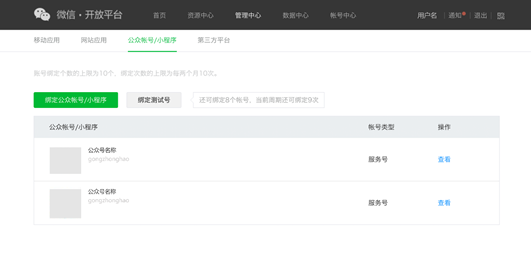 微信·开放平台
首页 资源中心 管理中心 数据中心 帐号中心
用户名 通知 退出
移动应用 网站应用 公众帐号/小程序 第三方平台
账号绑定个数的上限为10个，绑定次数的上限为每两个月10次。
绑定公众帐号/小程序 绑定测试号 还可绑定8个帐号，当前周期还可绑定9次
公众帐号/小程序 帐号类型 操作
公众号名称
gongzhonghao
服务号 查看
公众号名称
gongzhonghao
服务号 查看